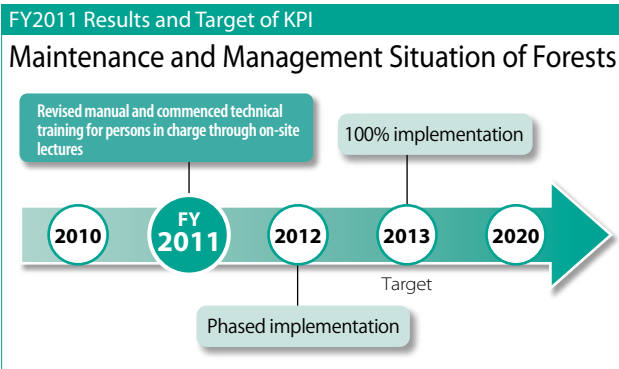 FY2011 Results and Target of KPI
Maintenance and Management Situation of Forests
Revised manual and commenced technical
training for persons in charge through on-site
lectures
100% implementation
2010
FY
2011
2012
2013
2020
Target
Phased implementation